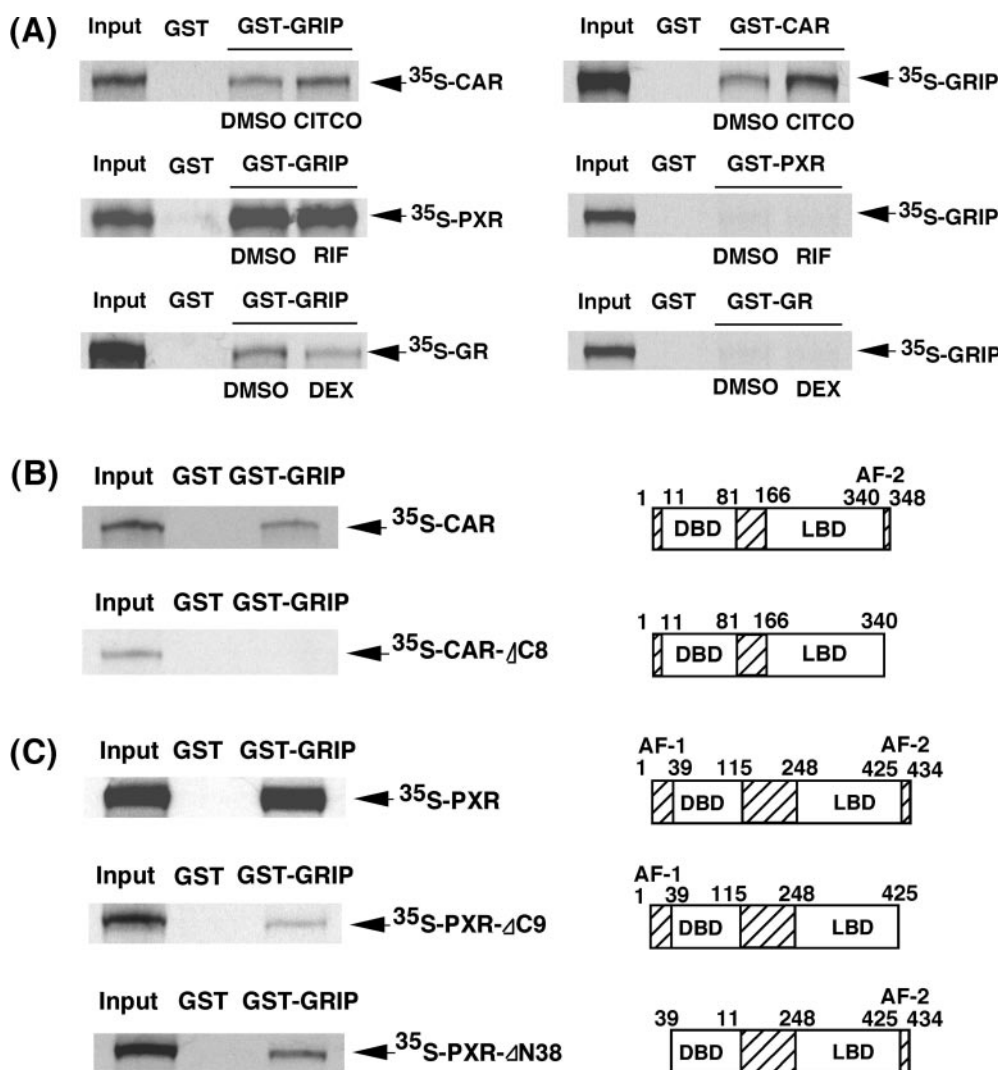 (A)
Input GST GST-GRIP
35S-CAR
DMSO CITCO
Input GST GST-CAR
35S-GRIP
DMSO CITCO
Input GST GST-GRIP
35S-PXR
DMSO RIF
Input GST GST-PXR
35S-GRIP
DMSO RIF
Input GST GST-GRIP
35S-GR
DMSO DEX
Input GST GST-GR
35S-GRIP
DMSO DEX
(B)
Input GST GST-GRIP
35S-CAR
AF-2
1 11 81 166 340 348
DBD LBD
Input GST GST-GRIP
35S-CAR-ΔC8
1 11 81 166 340
DBD LBD
(C)
Input GST GST-GRIP
35S-PXR
AF-1 AF-2
1 39 115 248 425 434
DBD LBD
Input GST GST-GRIP
35S-PXR-ΔC9
AF-1
1 39 115 248 425
DBD LBD
Input GST GST-GRIP
35S-PXR-ΔN38
AF-2
39 11 248 425 434
DBD LBD